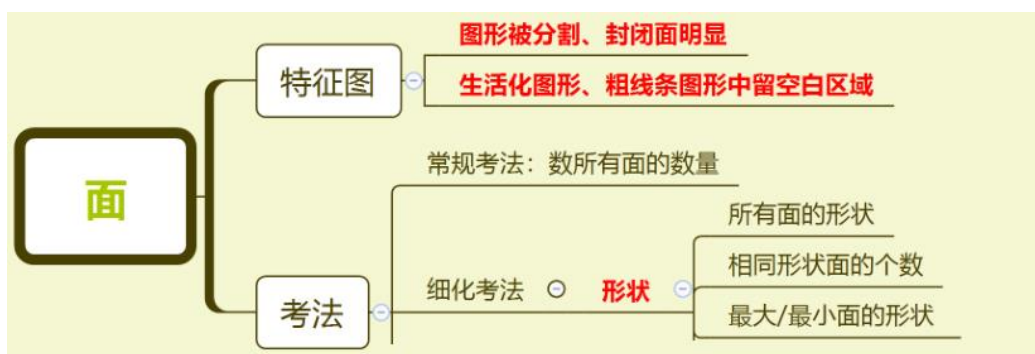 面
特征图
图形被分割、封闭面明显
生活化图形、粗线条图形中留空白区域
考法
常规考法：数所有面的数量
细化考法
形状
所有面的形状
相同形状面的个数
最大/最小面的形状